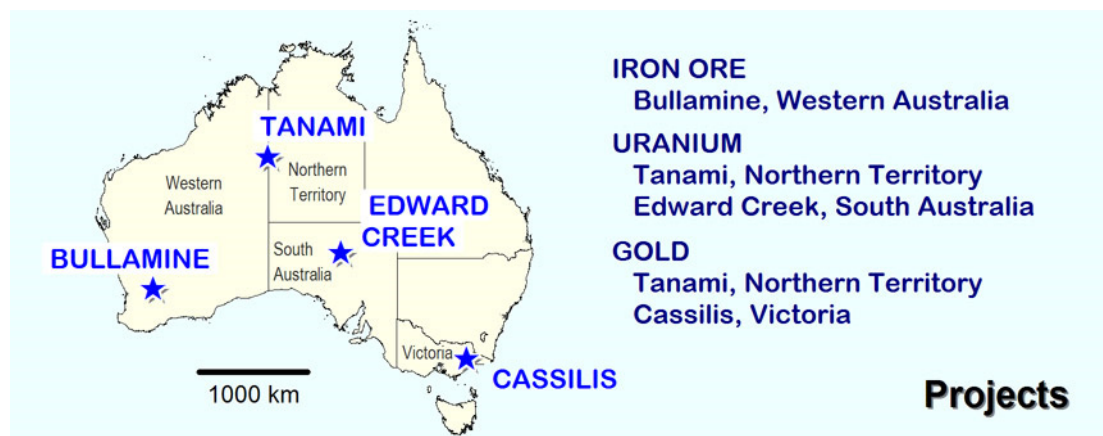 TANAMI
Northern
Territory
Western
Australia
EDWARD
CREEK
South
Australia
BULLAMINE
Victoria
CASSILIS
1000 km
IRON ORE
Bullamine, Western Australia
URANIUM
Tanami, Northern Territory
Edward Creek, South Australia
GOLD
Tanami, Northern Territory
Cassilis, Victoria
Projects